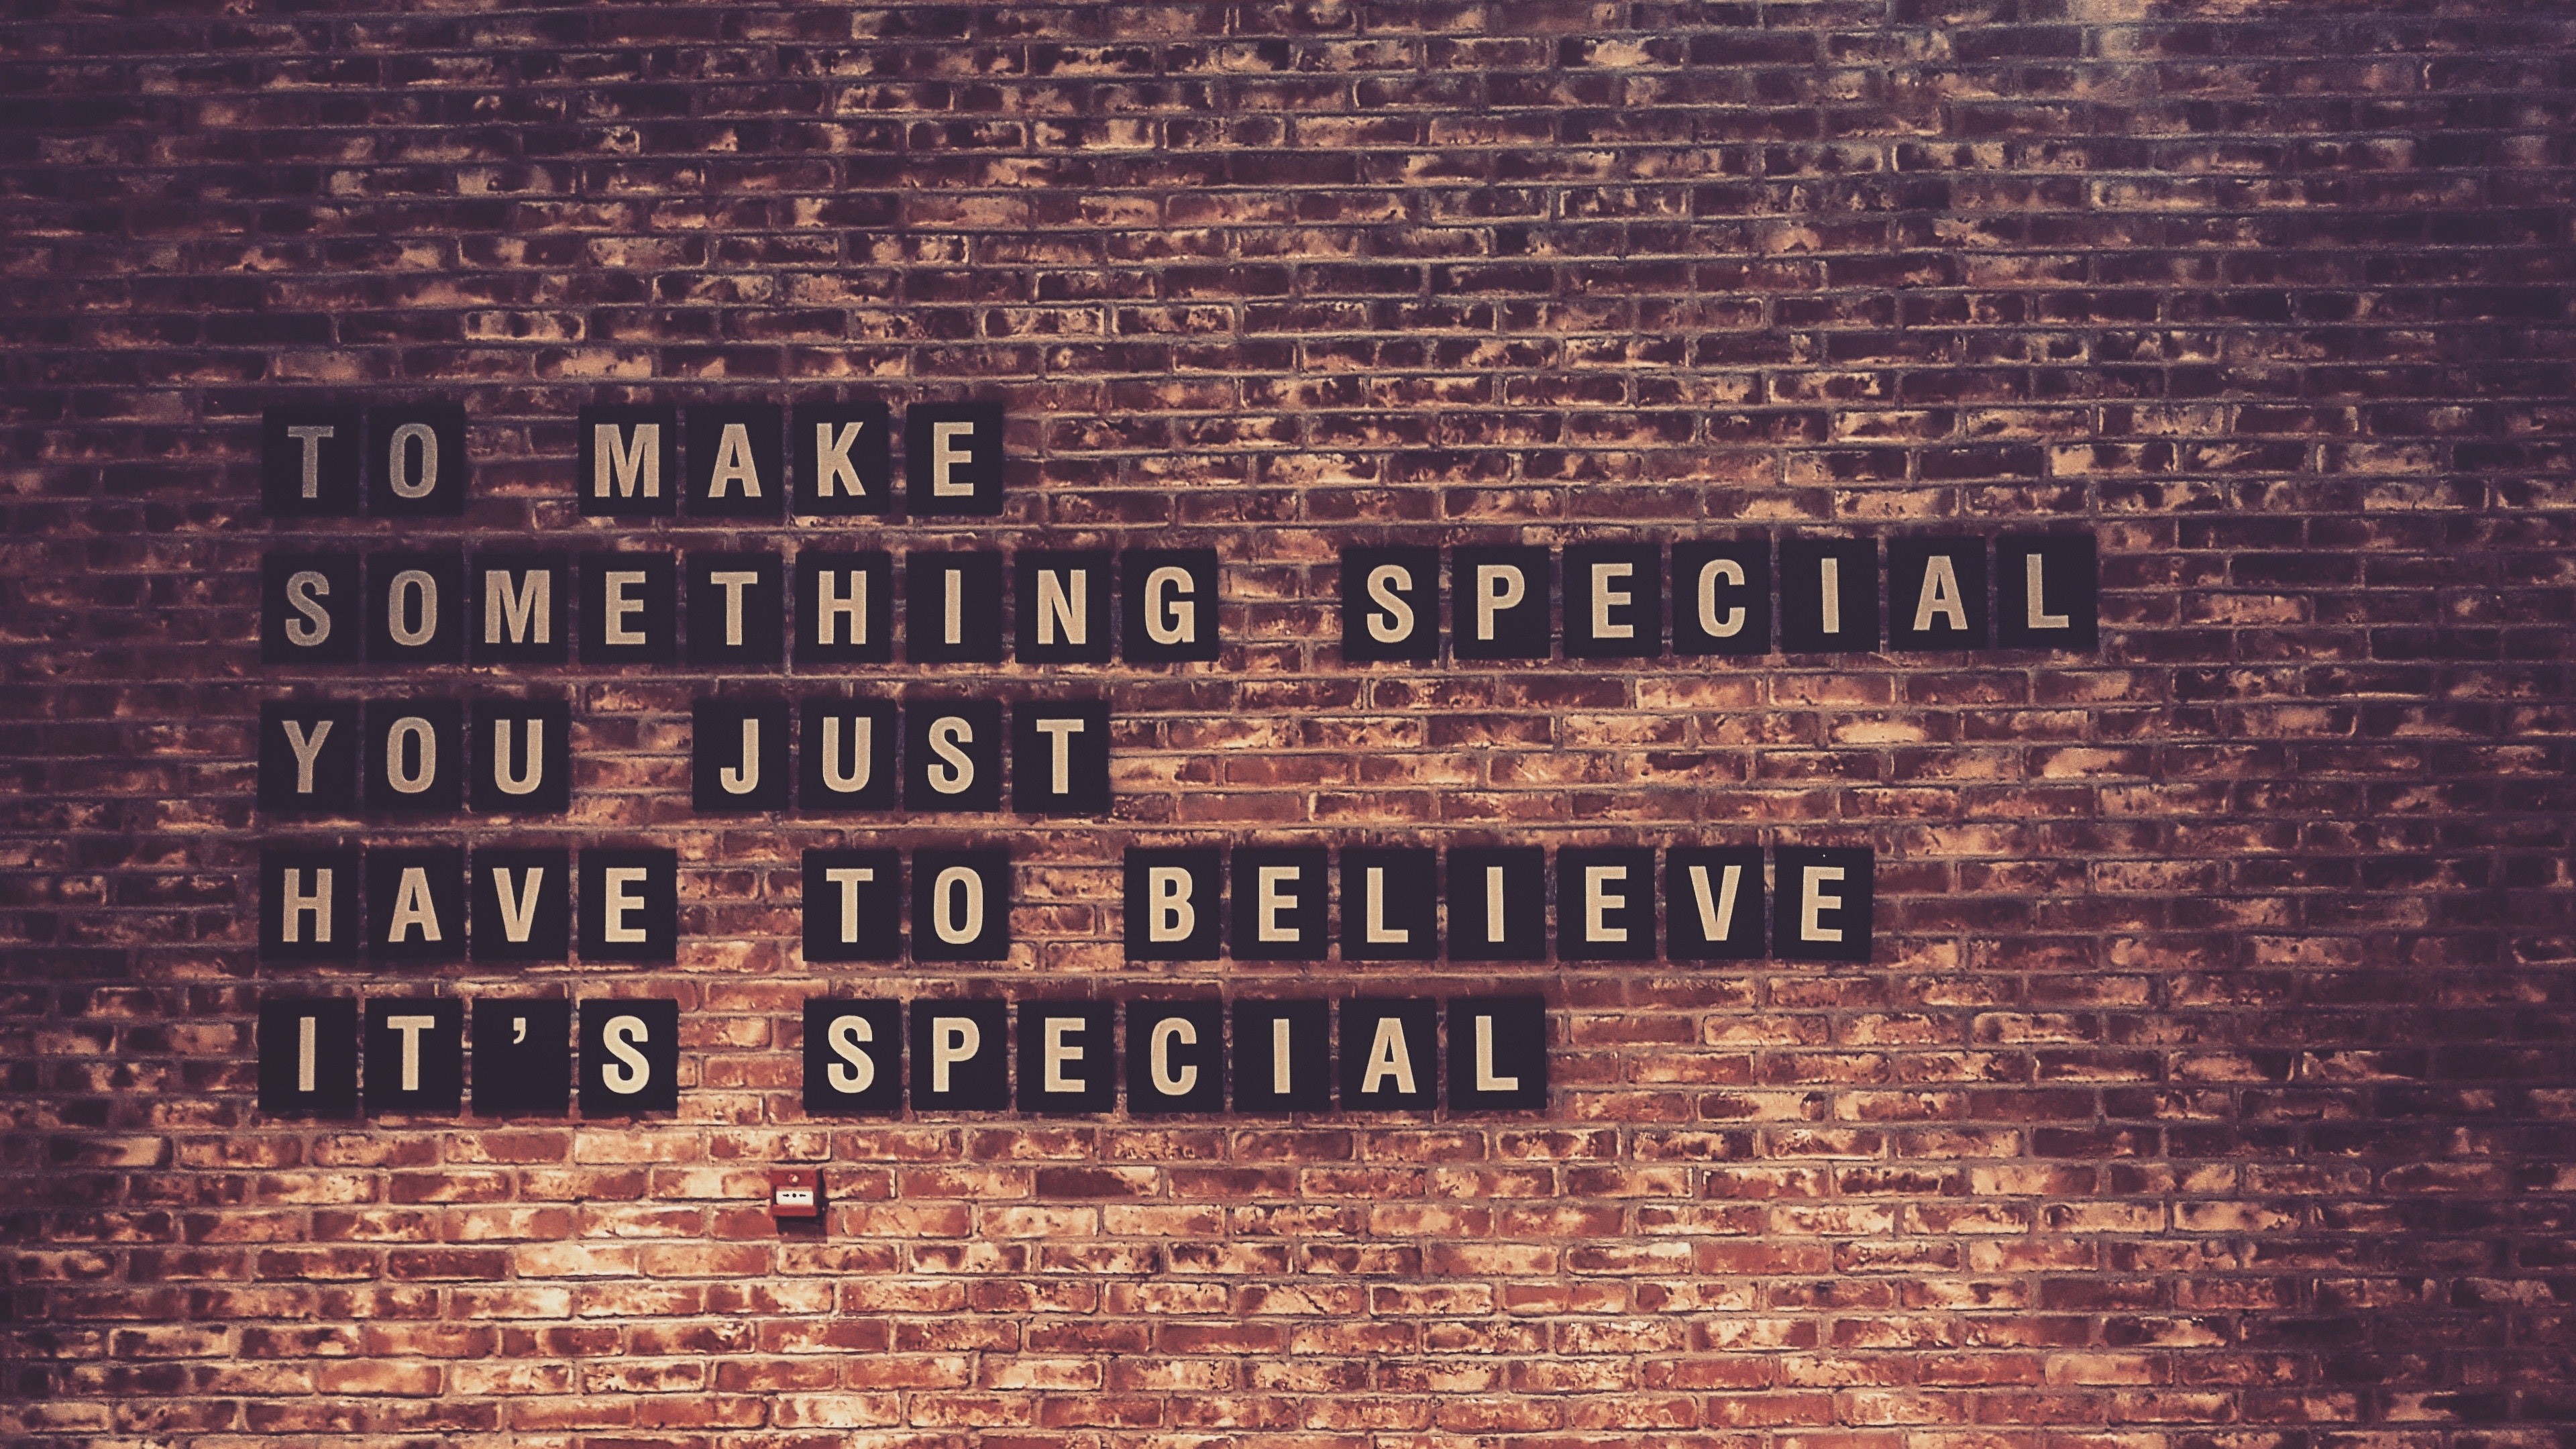 TO MAKE
SOMETHING SPECIAL
YOU JUST
HAVE TO BELIEVE
IT'S SPECIAL